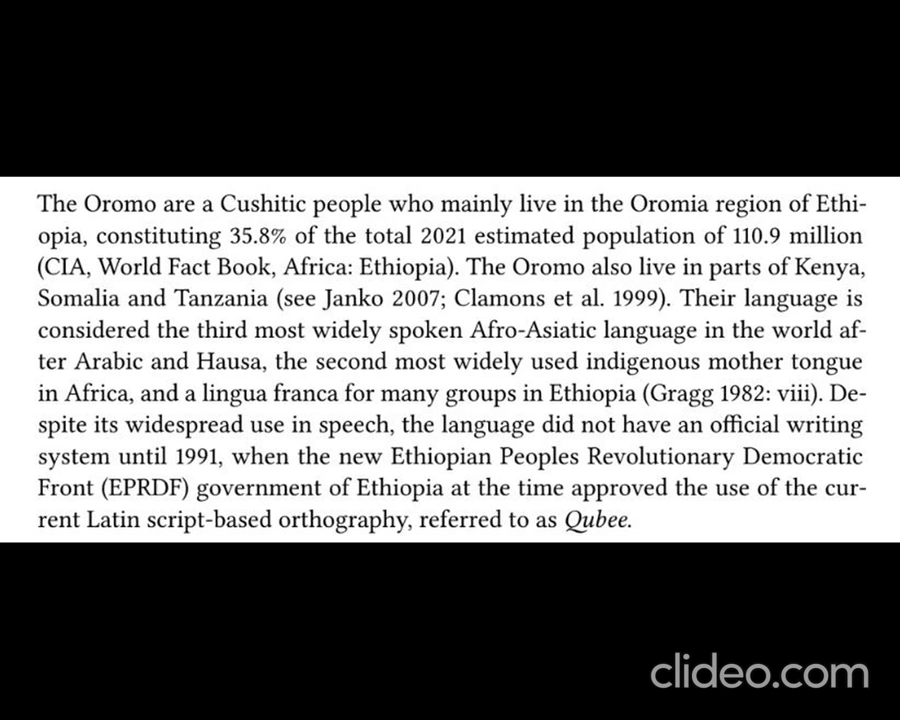 The Oromo are a Cushitic people who mainly live in the Oromia region of Ethi-
opia, constituting 35.8% of the total 2021 estimated population of 110.9 million
(CIA, World Fact Book, Africa: Ethiopia). The Oromo also live in parts of Kenya,
Somalia and Tanzania (see Janko 2007; Clamons et al. 1999). Their language is
considered the third most widely spoken Afro-Asiatic language in the world af-
ter Arabic and Hausa, the second most widely used indigenous mother tongue
in Africa, and a lingua franca for many groups in Ethiopia (Gragg 1982: viii). De-
spite its widespread use in speech, the language did not have an official writing
system until 1991, when the new Ethiopian Peoples Revolutionary Democratic
Front (EPRDF) government of Ethiopia at the time approved the use of the cur-
rent Latin script-based orthography, referred to as Qubee.
clideo.com